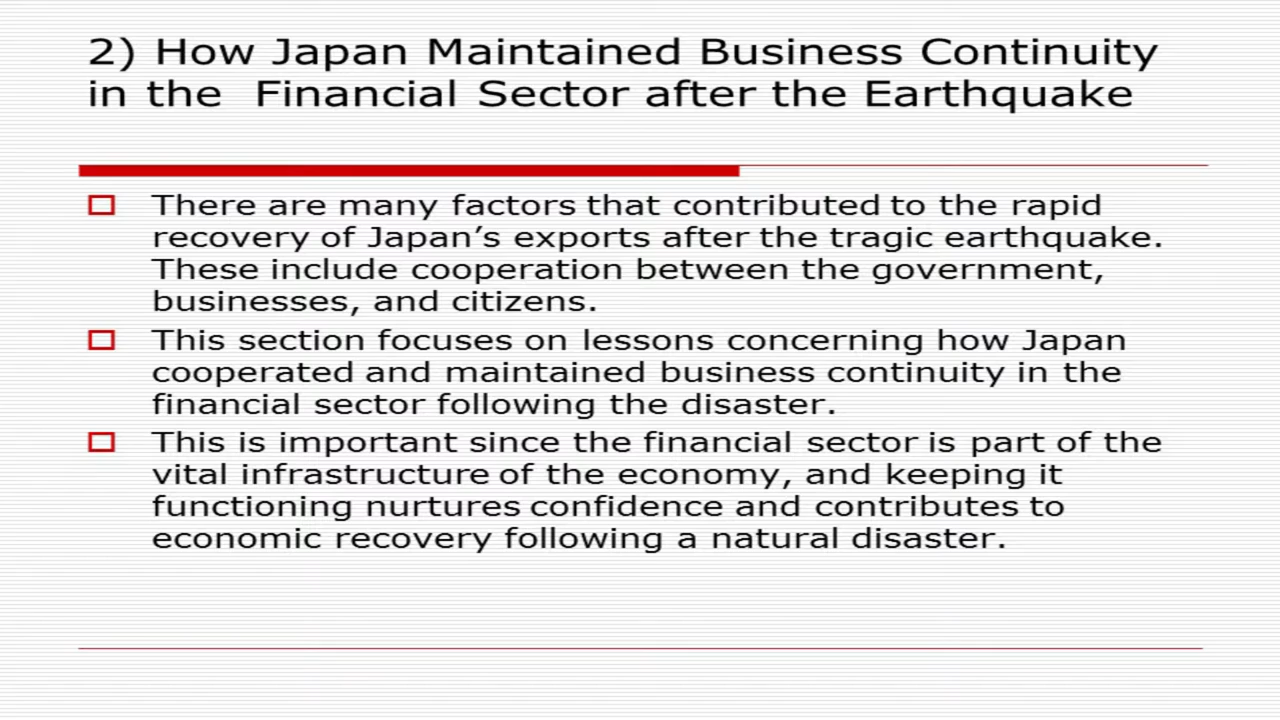 2) How Japan Maintained Business Continuity
in the Financial Sector after the Earthquake
There are many factors that contributed to the rapid
recovery of Japan’s exports after the tragic earthquake.
These include cooperation between the government,
businesses, and citizens.
This section focuses on lessons concerning how Japan
cooperated and maintained business continuity in the
financial sector following the disaster.
This is important since the financial sector is part of the
vital infrastructure of the economy, and keeping it
functioning nurtures confidence and contributes to
economic recovery following a natural disaster.